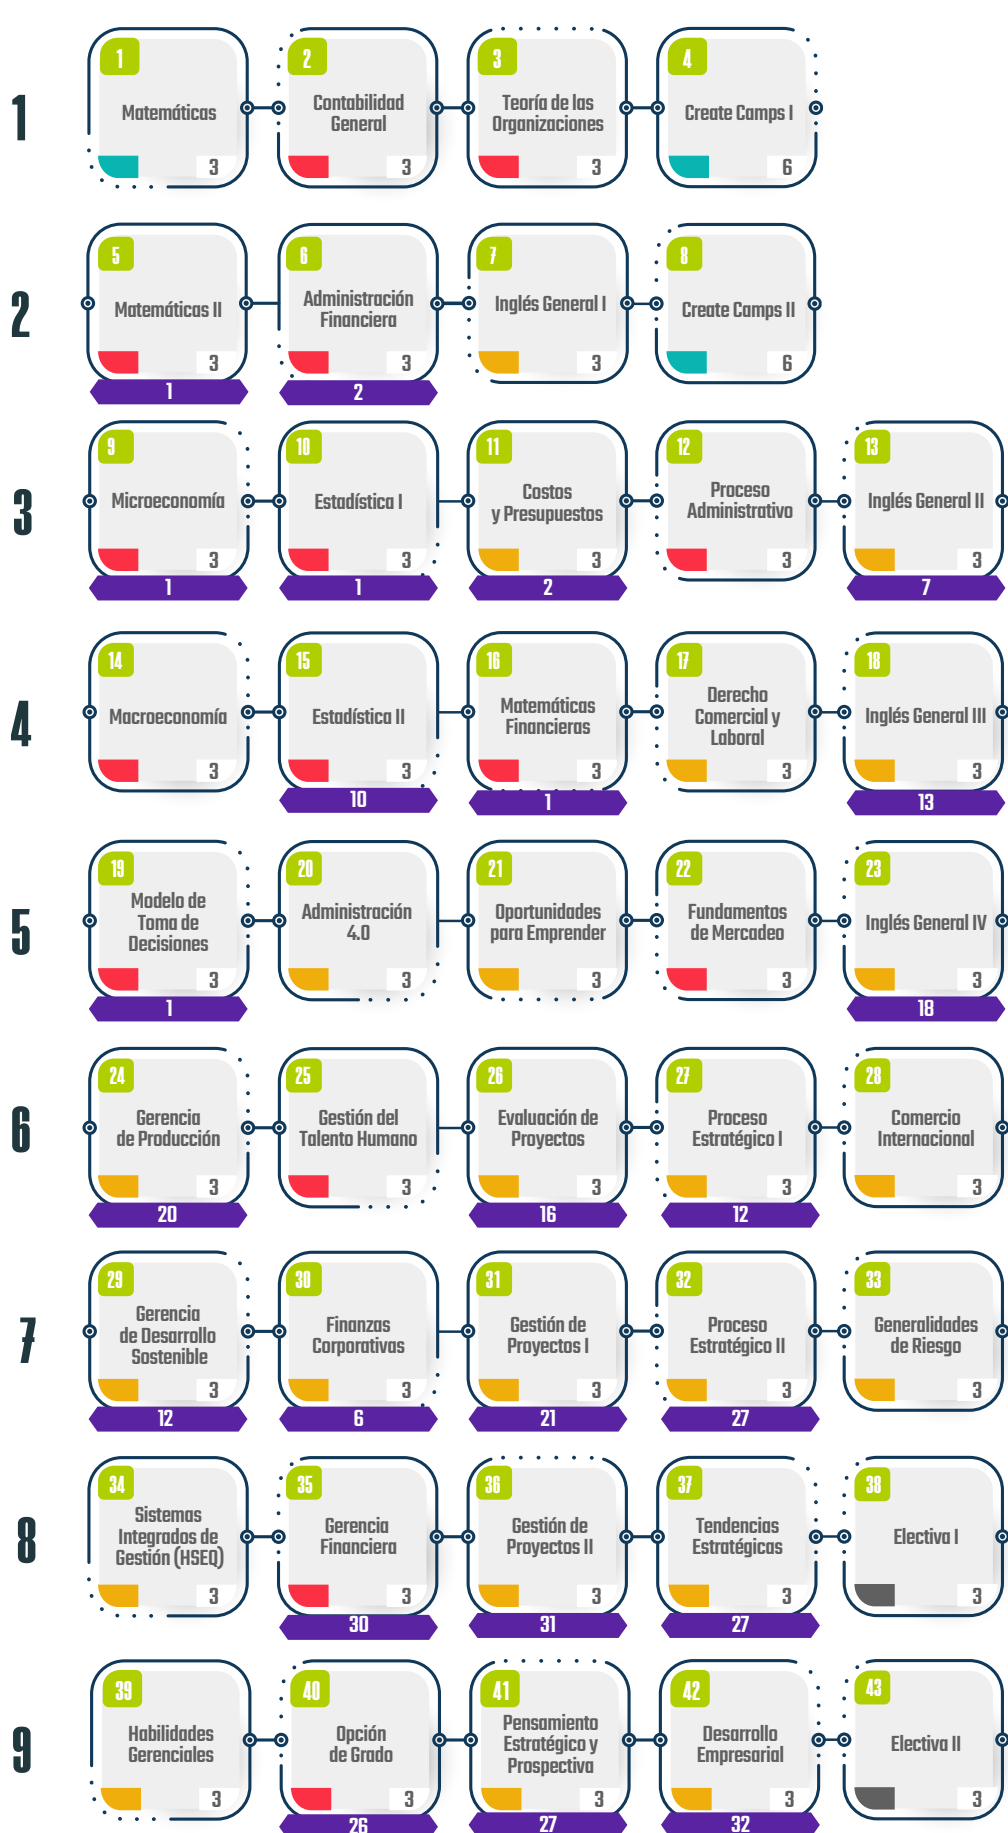 1
1
Matemáticas
3
2
Contabilidad
General
3
3
Teoría de las
Organizaciones
3
4
Create Camps I
6
2
5
Matemáticas II
3
1
6
Administración
Financiera
3
2
7
Inglés General I
3
8
Create Camps II
6
3
9
Microeconomía
3
1
10
Estadística I
3
1
11
Costos
y Presupuestos
3
2
12
Proceso
Administrativo
3
13
Inglés General II
3
7
4
14
Macroeconomía
3
15
Estadística II
3
10
16
Matemáticas
Financieras
3
1
17
Derecho
Comercial y
Laboral
3
18
Inglés General III
3
13
5
19
Modelo de
Toma de
Decisiones
3
1
20
Administración
4.0
3
21
Oportunidades
para Emprender
3
22
Fundamentos
de Mercadeo
3
23
Inglés General IV
3
18
6
24
Gerencia
de Producción
3
20
25
Gestión del
Talento Humano
3
26
Evaluación de
Proyectos
3
16
27
Proceso
Estratégico I
3
12
28
Comercio
Internacional
3
7
29
Gerencia
de Desarrollo
Sostenible
3
12
30
Finanzas
Corporativas
3
6
31
Gestión de
Proyectos I
3
21
32
Proceso
Estratégico II
3
27
33
Generalidades
de Riesgo
3
8
34
Sistemas
Integrados de
Gestión (HSEQ)
3
35
Gerencia
Financiera
3
30
36
Gestión de
Proyectos II
3
31
37
Tendencias
Estratégicas
3
27
38
Electiva I
3
9
39
Habilidades
Gerenciales
3
40
Opción
de Grado
3
26
41
Pensamiento
Estratégico y
Prospectiva
3
27
42
Desarrollo
Empresarial
3
32
43
Electiva II
3